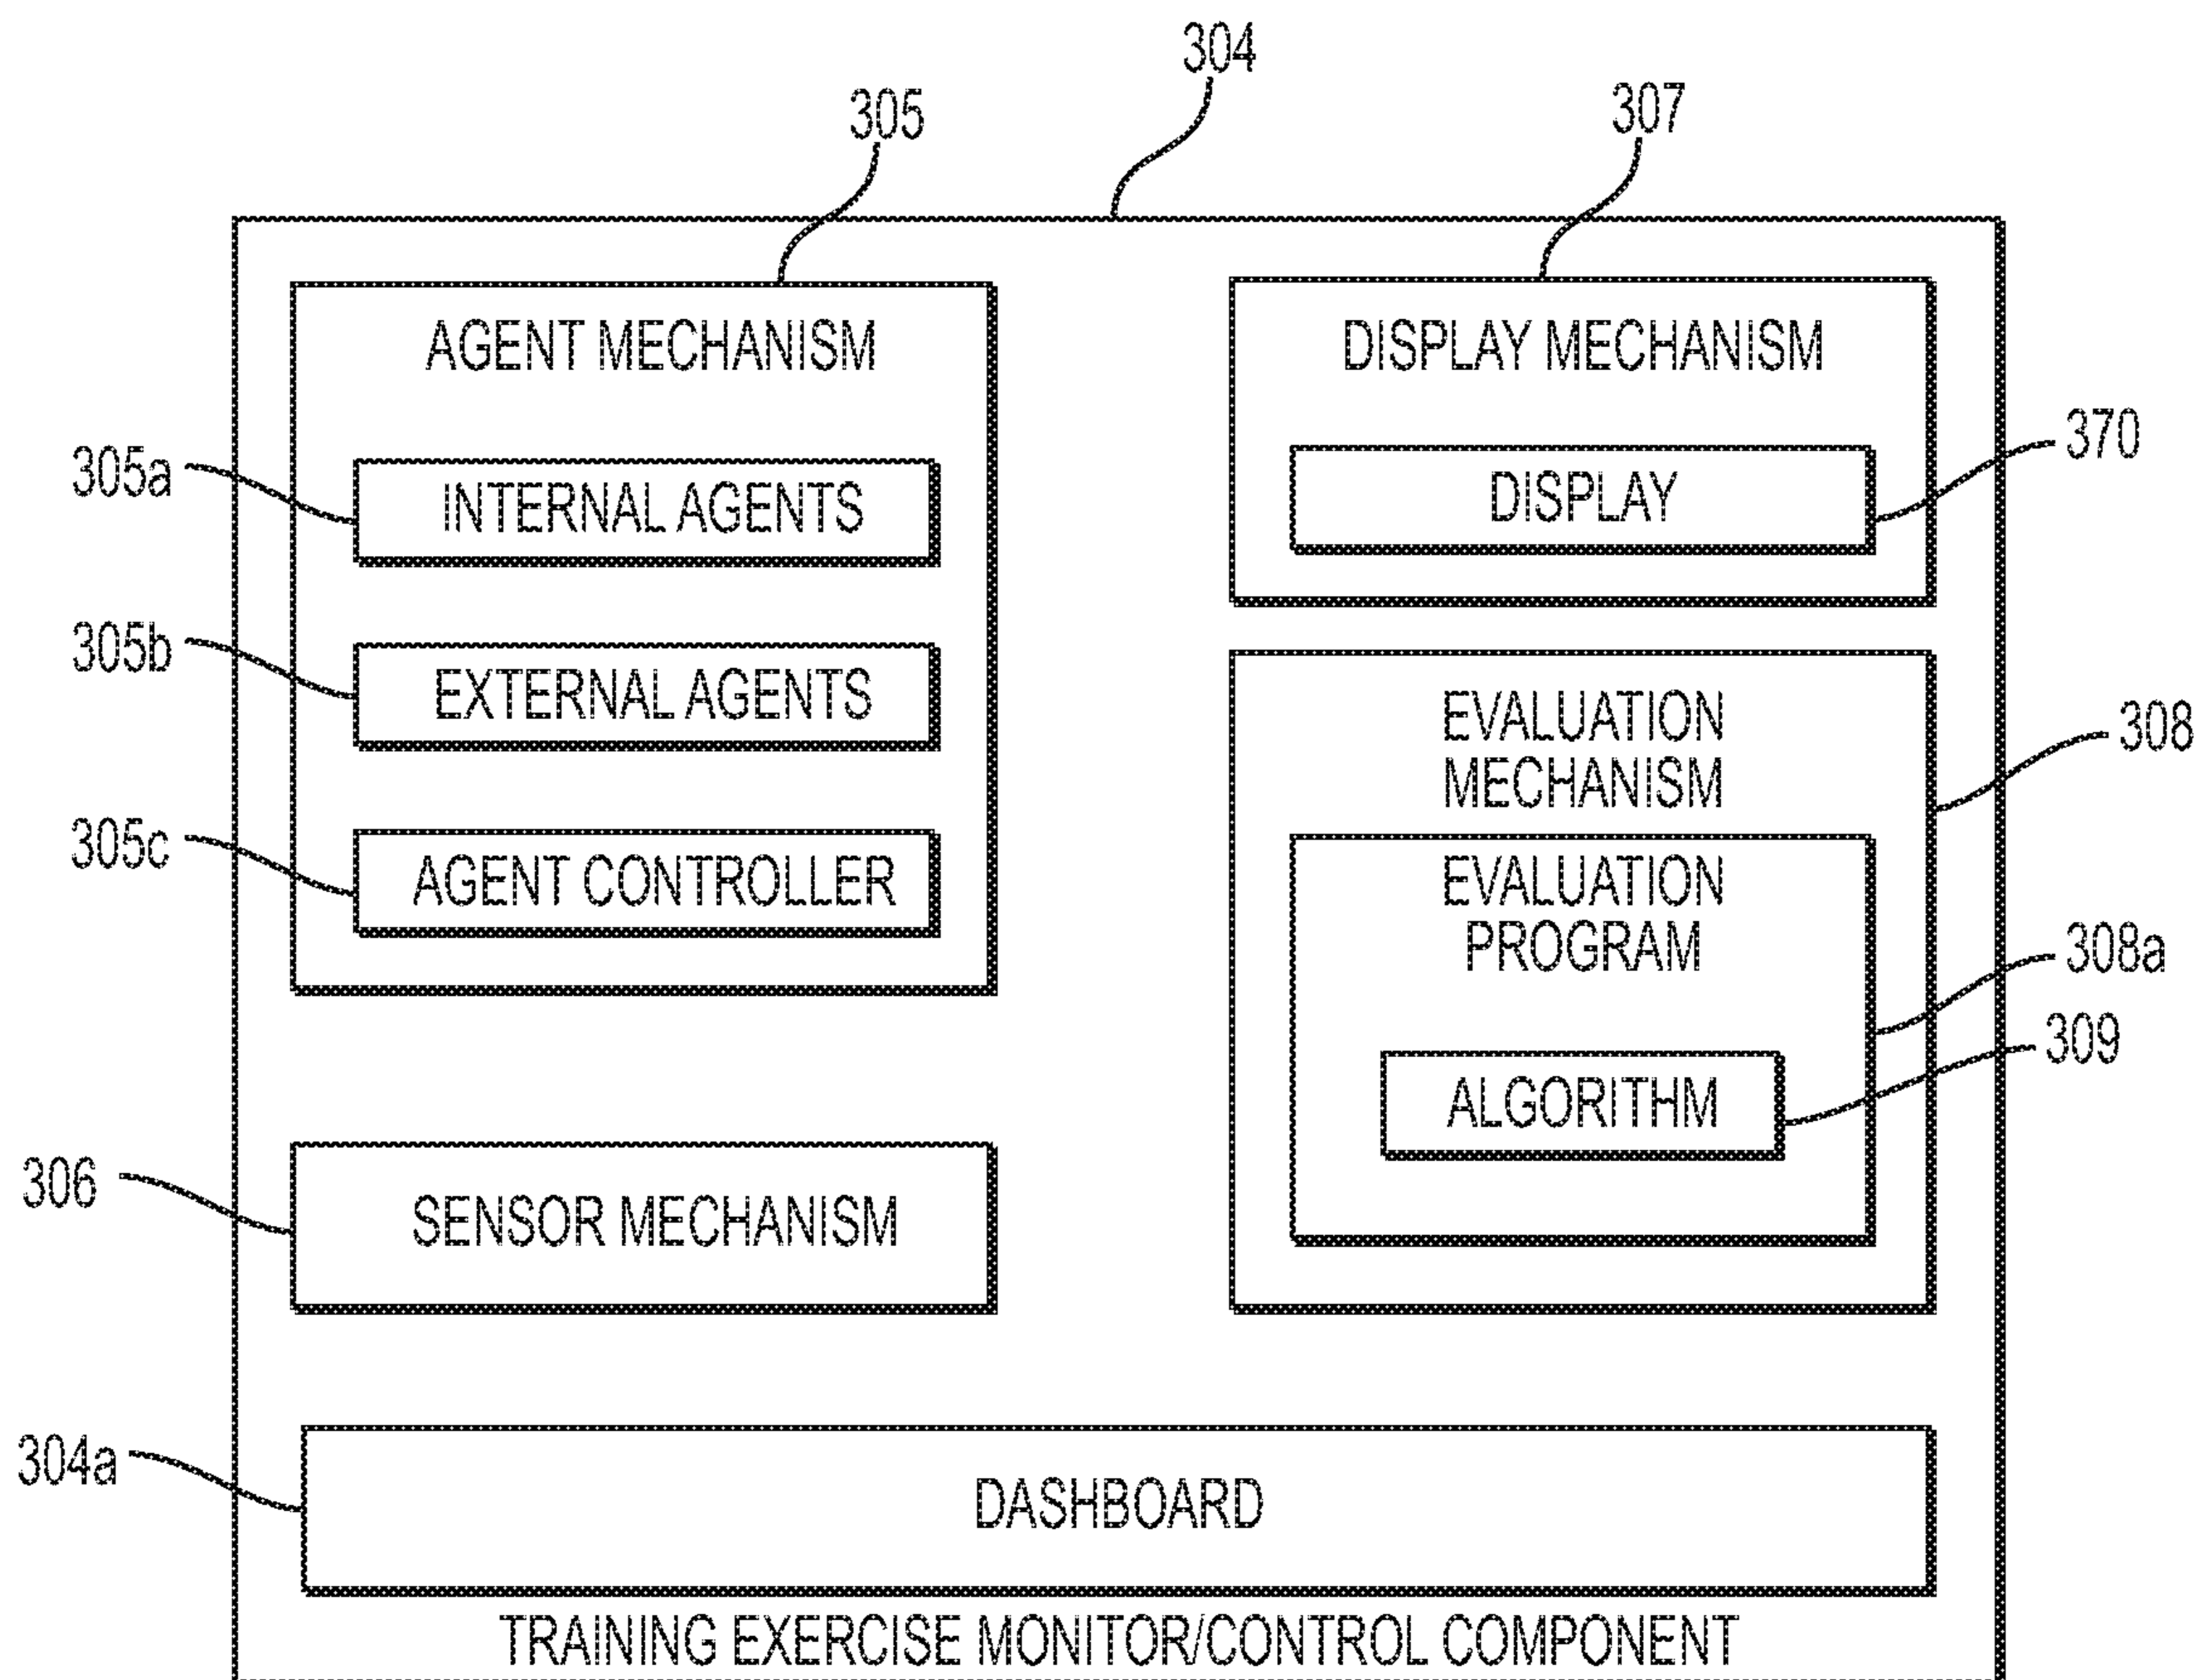 304
305
307
AGENT MECHANISM
DISPLAY MECHANISM
305a
INTERNAL AGENTS
DISPLAY
370
305b
EXTERNAL AGENTS
305c
AGENT CONTROLLER
EVALUATION
MECHANISM
308
EVALUATION
PROGRAM
308a
ALGORITHM
309
306
SENSOR MECHANISM
304a
DASHBOARD
TRAINING EXERCISE MONITOR/CONTROL COMPONENT